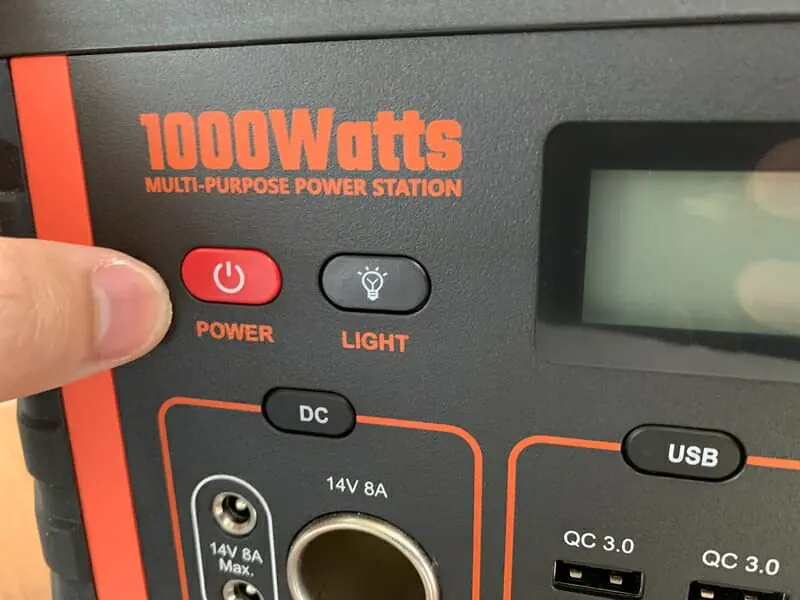 1000Watts
MULTI-PURPOSE POWER STATION
POWER
LIGHT
DC
14V 8A
14V 8A
Max.
USB
QC 3.0
QC 3.0